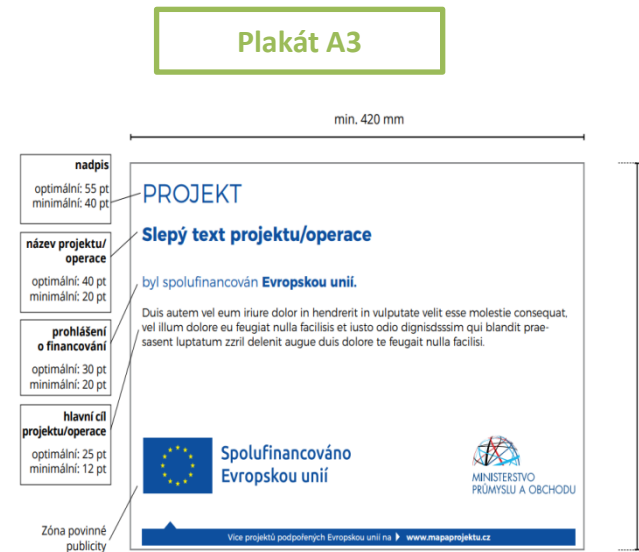 Plakát A3
min. 420 mm
nadpis
optimální: 55 pt
minimální: 40 pt
název projektu/
operace
optimální: 40 pt
minimální: 20 pt
prohlášení
o financování
optimální: 30 pt
minimální: 20 pt
hlavní cíl
projektu/operace
optimální: 25 pt
minimální: 12 pt
Zóna povinné
publicity
PROJEKT
Slepý text projektu/operace
byl spolufinancován Evropskou unií.
Duis autem vel eum iriure dolor in hendrerit in vulputate velit esse molestie consequat,
vel illum dolore eu feugiat nulla facilisis et iusto odio dignisdsssim qui blandit prae-
sasent luptatum zzril delenit augue duis dolore te feugait nulla facilisi.
Spolufinancováno
Evropskou unií
MINISTERSTVO
PRŮMYSLU A OBCHODU
Více projektů podpořených Evropskou unií na www.mapaprojektu.cz